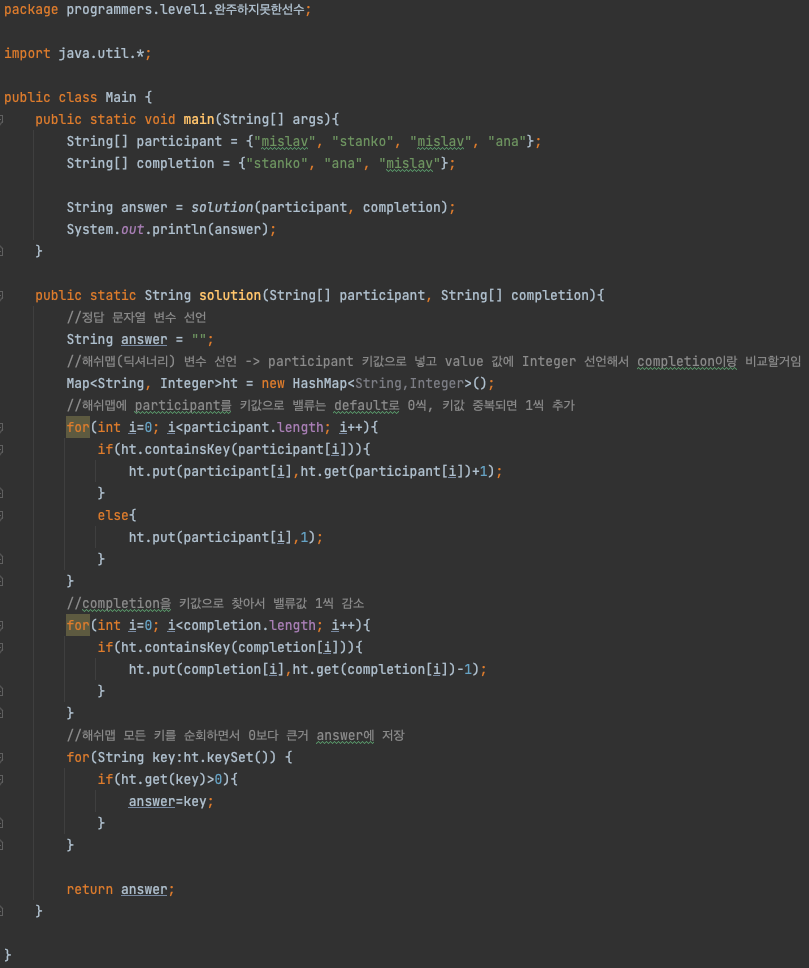 package programmers.level1.완주하지못한선수;
import java.util.*;
public class Main {
public static void main(String[] args){
String[] participant = {"mislav", "stanko", "mislav", "ana"};
String[] completion = {"stanko", "ana", "mislav"};
String answer = solution(participant, completion);
System.out.println(answer);
}
public static String solution(String[] participant, String[] completion){
//정답 문자열 변수 선언
String answer = "";
//해쉬맵(딕셔너리) 변수 선언 -> participant 키값으로 넣고 value 값에 Integer 선언해서 completion이랑 비교할거임
Map<String, Integer>ht = new HashMap<String,Integer>();
//해쉬맵에 participant를 키값으로 밸류는 default로 0씩, 키값 중복되면 1씩 추가
for(int i=0; i<participant.length; i++){
if(ht.containsKey(participant[i])){
ht.put(participant[i],ht.get(participant[i])+1);
}
else{
ht.put(participant[i],1);
}
}
//completion을 키값으로 찾아서 밸류값 1씩 감소
for(int i=0; i<completion.length; i++){
if(ht.containsKey(completion[i])){
ht.put(completion[i],ht.get(completion[i])-1);
}
}
//해쉬맵 모든 키를 순회하면서 0보다 큰거 answer에 저장
for(String key:ht.keySet()) {
if(ht.get(key)>0){
answer=key;
}
}
return answer;
}
}